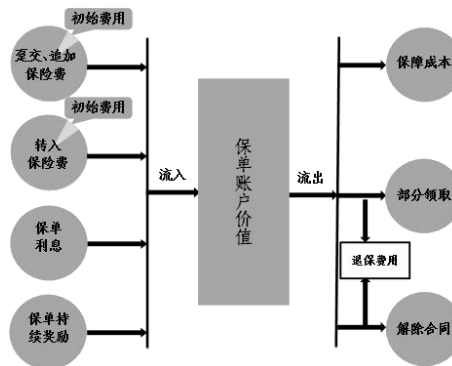 初始费用
趸交、追加
保险费
初始费用
转入
保险费
保单
利息
保单持
续奖励
流入
保单账户价值
流出
保障成本
部分领取
退保费用
解除合同